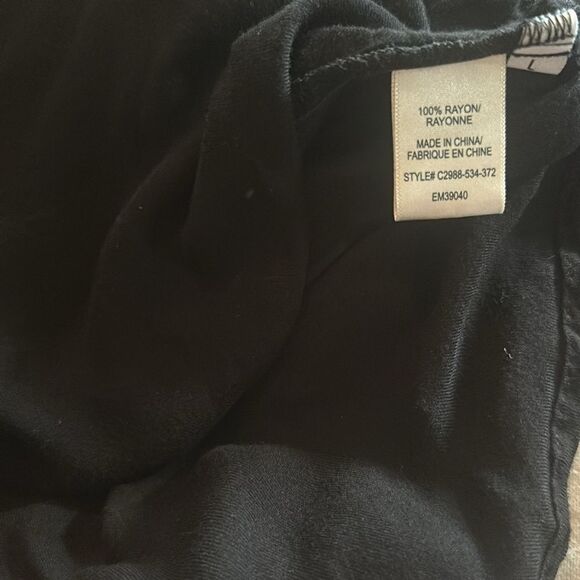 L
100% RAYON/
RAYONNE
MADE IN CHINA/
FABRIQUE EN CHINE
STYLE# C2988-534-372
EM39040